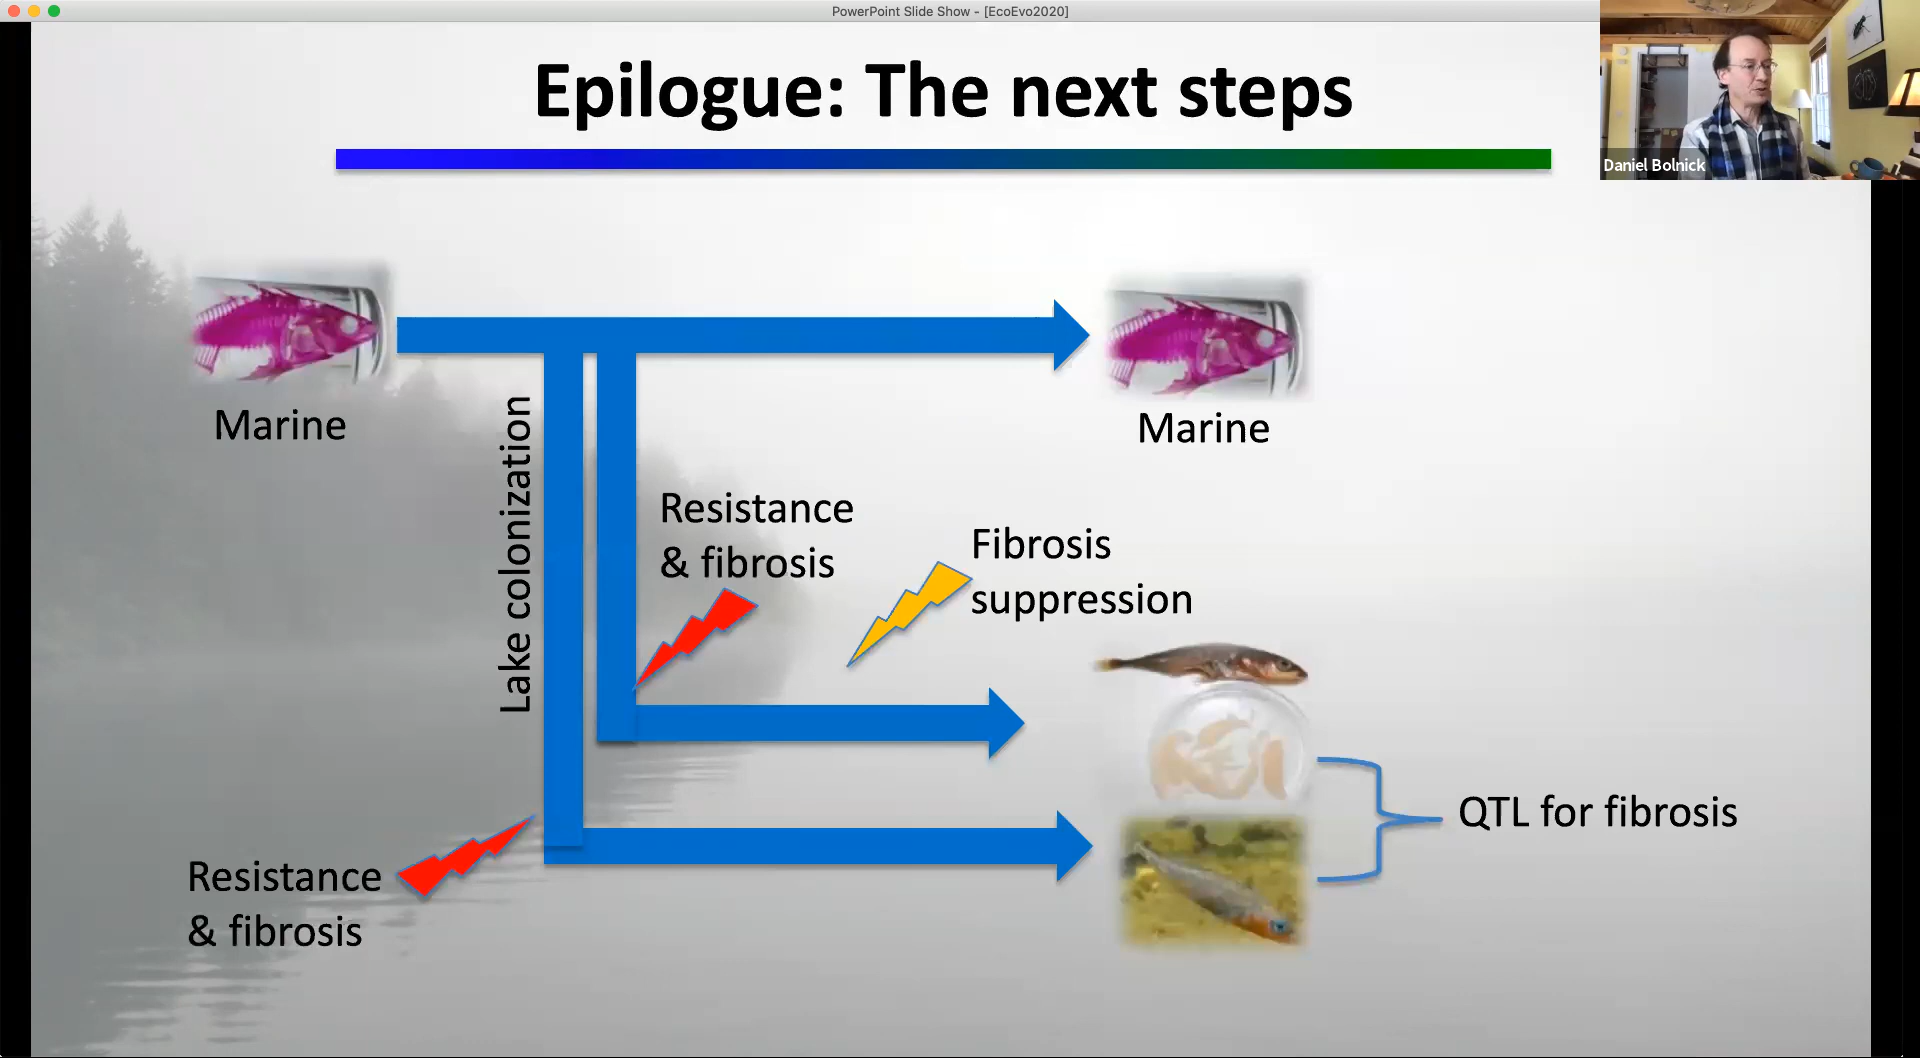 PowerPoint Slide Show - [EcoEvo2020]
Epilogue: The next steps
Daniel Bolnick
Marine
Marine
Lake colonization
Resistance
& fibrosis
Fibrosis
suppression
QTL for fibrosis
Resistance
& fibrosis